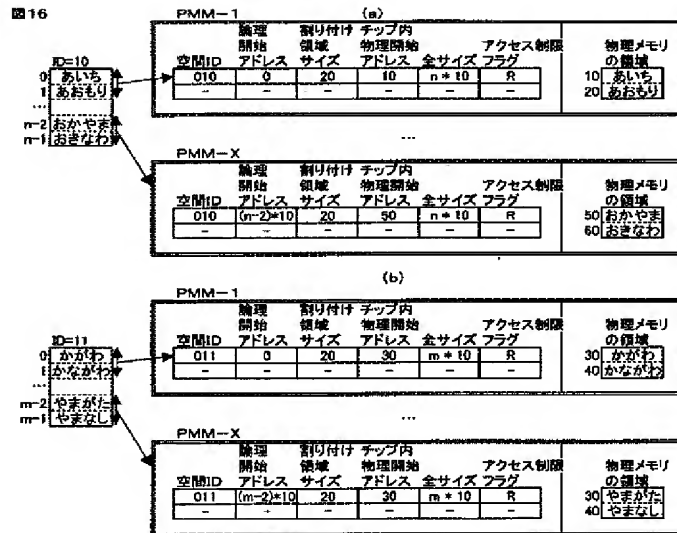 図16
(a)
PMM-1
論理 割り付け チップ内
開始 領域 物理開始 アクセス制限 物理メモリ
空間ID アドレス サイズ アドレス 全サイズ フラグ の領域
010 0 20 10 n*10 R 10 あいち
- - - - - - 20 あおもり
ID=10
0 あいち
1 あおもり
...
n-2 おかやま
n-1 おきなわ
...
PMM-X
論理 割り付け チップ内
開始 領域 物理開始 アクセス制限 物理メモリ
空間ID アドレス サイズ アドレス 全サイズ フラグ の領域
010 (n-2)*10 20 50 n*10 R 50 おかやま
- - - - - - 60 おきなわ
(b)
PMM-1
論理 割り付け チップ内
開始 領域 物理開始 アクセス制限 物理メモリ
空間ID アドレス サイズ アドレス 全サイズ フラグ の領域
011 0 20 30 m*10 R 30 かがわ
- - - - - - 40 かながわ
ID=11
0 かがわ
1 かながわ
...
m-2 やまがた
m-1 やまなし
...
PMM-X
論理 割り付け チップ内
開始 領域 物理開始 アクセス制限 物理メモリ
空間ID アドレス サイズ アドレス 全サイズ フラグ の領域
011 (m-2)*10 20 30 m*10 R 30 やまがた
- - - - - - 40 やまなし